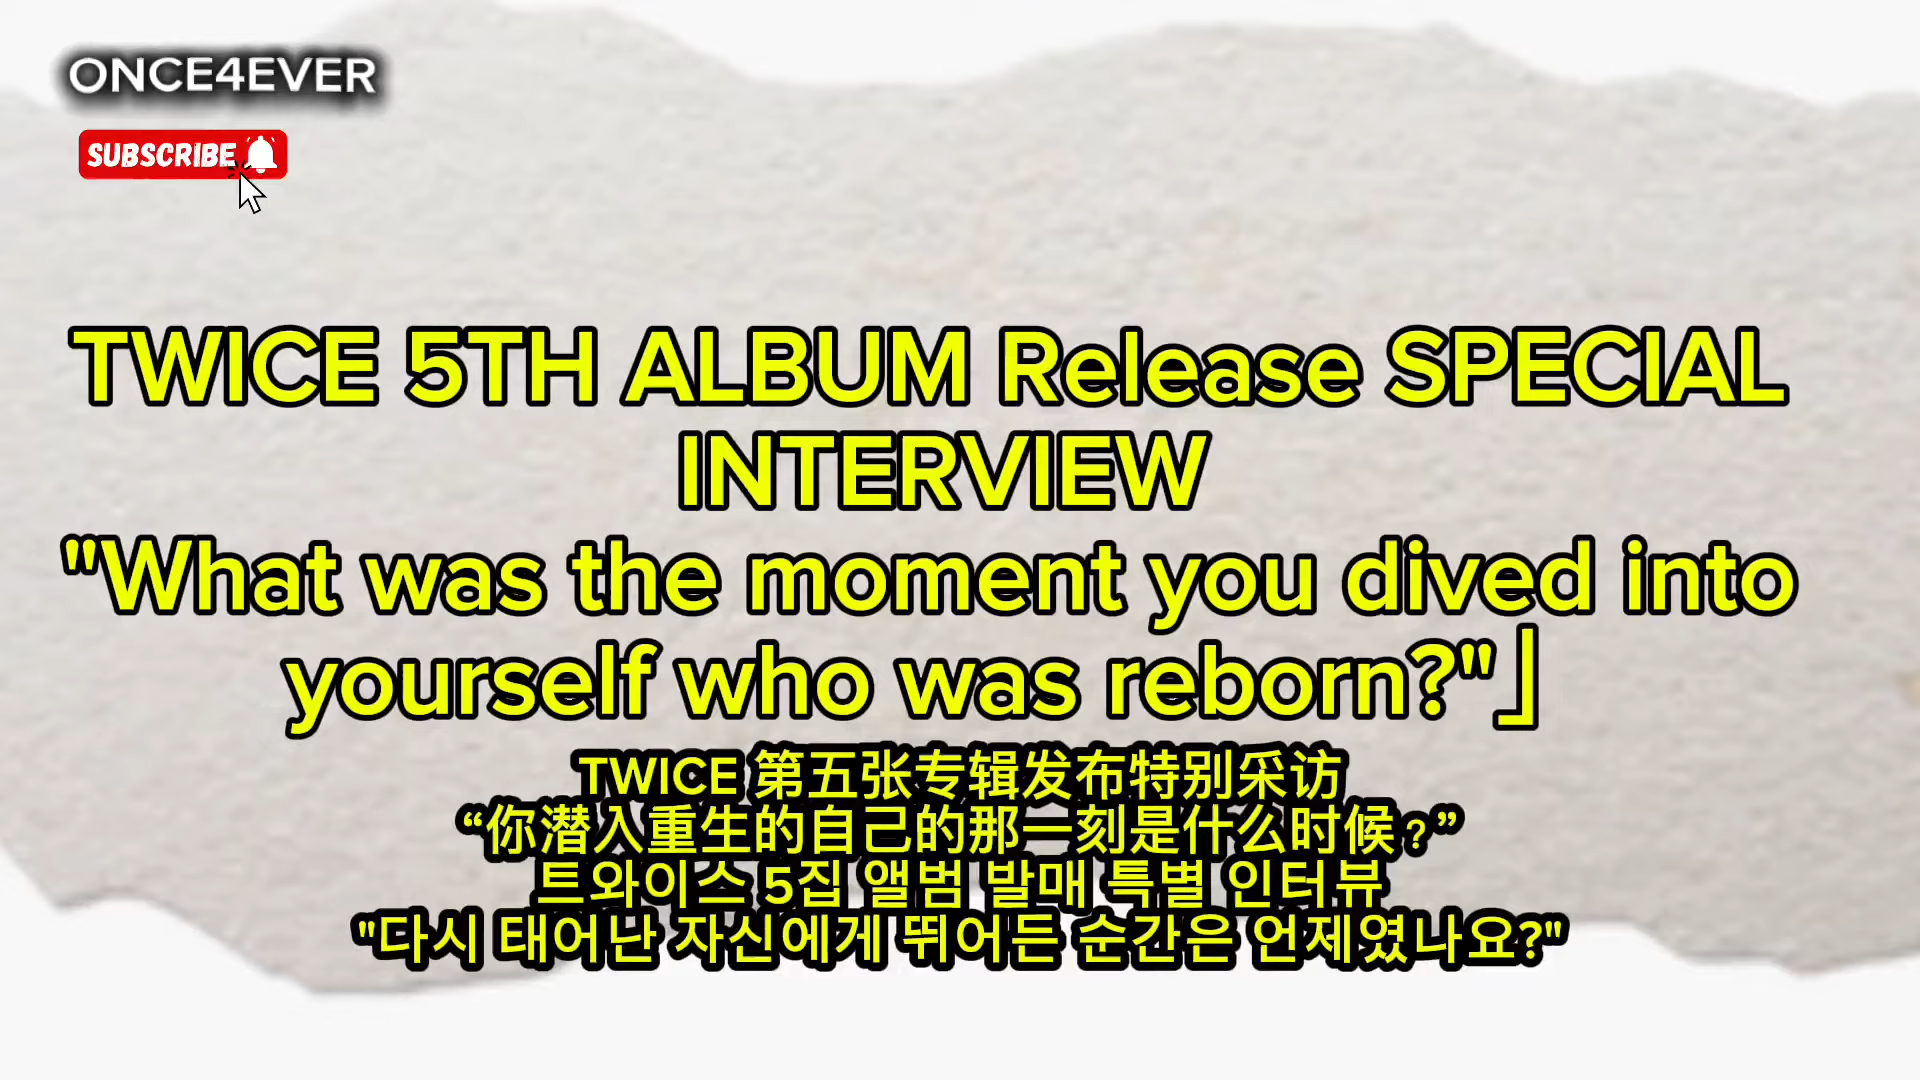 ONCE4EVER
SUBSCRIBE
TWICE 5TH ALBUM Release SPECIAL
INTERVIEW
"What was the moment you dived into
yourself who was reborn?"」
TWICE 第五张专辑发布特别采访
“你潜入重生的自己的那一刻是什么时候？”
트와이스 5집 앨범 발매 특별 인터뷰
"다시 태어난 자신에게 뛰어든 순간은 언제였나요?"